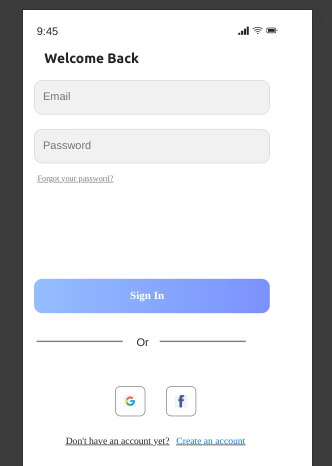 9:45
Welcome Back
Email
Password
Forgot your password?
Sign In
Or
Don't have an account yet? Create an account